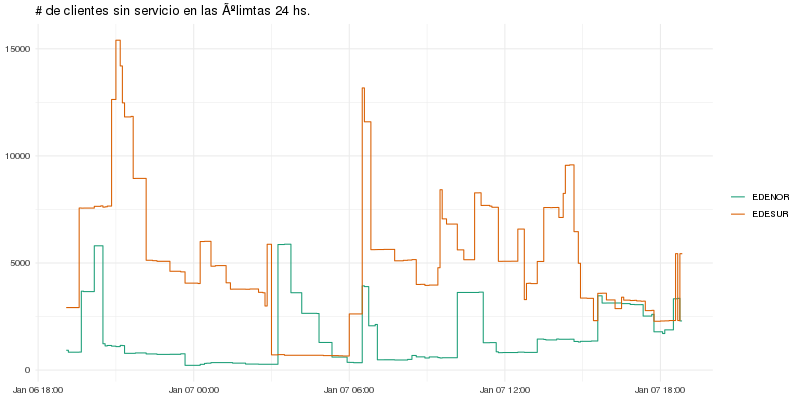 # de clientes sin servicio en las Ãºlimtas 24 hs.
15000
10000
5000
0
Jan 06 18:00
Jan 07 00:00
Jan 07 06:00
Jan 07 12:00
Jan 07 18:00
EDENOR
EDESUR